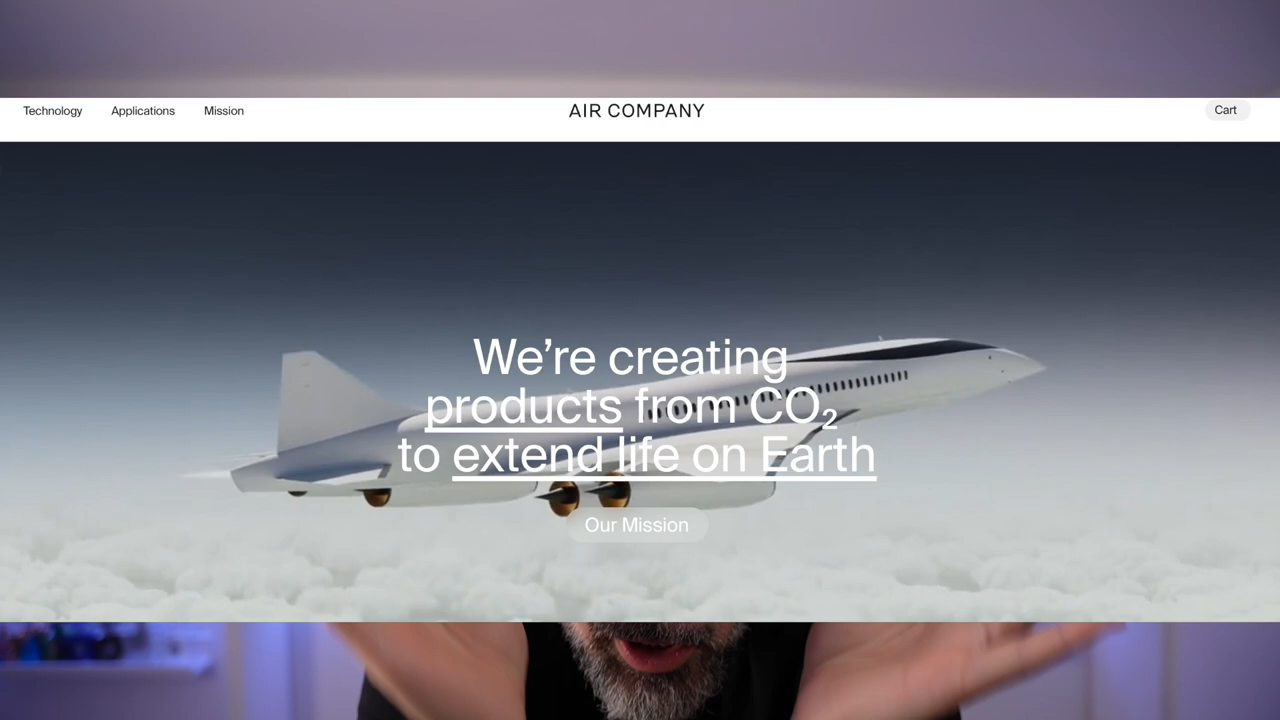 Technology Applications Mission AIR COMPANY Cart
We’re creating
products from CO₂
to extend life on Earth
Our Mission